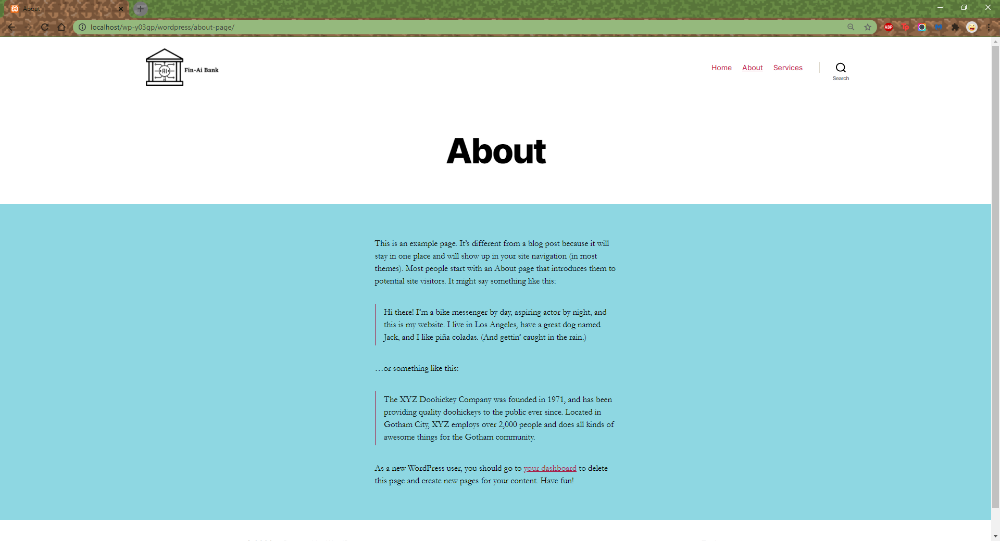 About
localhost/wp-y03gp/wordpress/about-page/
ABP
Tp
AI
Fin-Ai Bank
Home About Services
Search
About
This is an example page. It’s different from a blog post because it will
stay in one place and will show up in your site navigation (in most
themes). Most people start with an About page that introduces them to
potential site visitors. It might say something like this:
Hi there! I’m a bike messenger by day, aspiring actor by night, and
this is my website. I live in Los Angeles, have a great dog named
Jack, and I like piña coladas. (And gettin’ caught in the rain.)
…or something like this:
The XYZ Doohickey Company was founded in 1971, and has been
providing quality doohickeys to the public ever since. Located in
Gotham City, XYZ employs over 2,000 people and does all kinds of
awesome things for the Gotham community.
As a new WordPress user, you should go to your dashboard to delete
this page and create new pages for your content. Have fun!